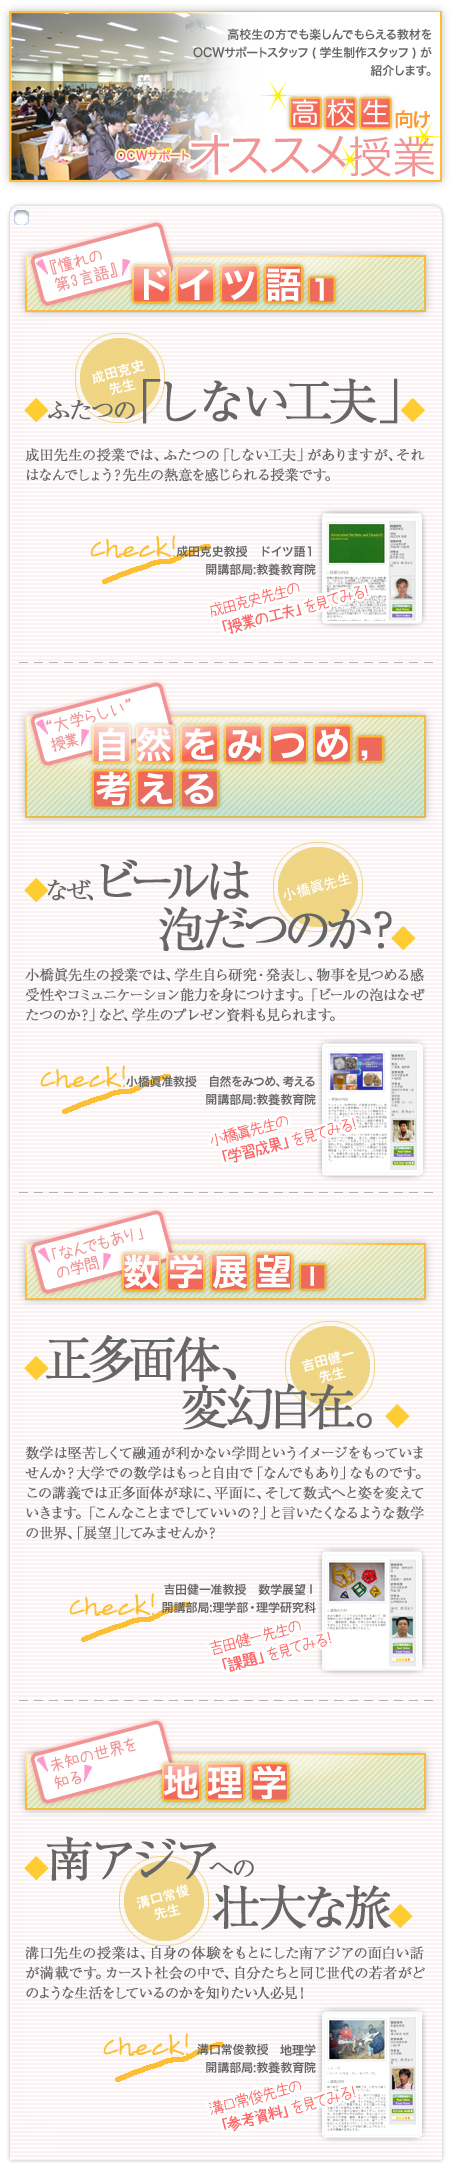 高校生の方でも楽しんでもらえる教材を
OCWサポートスタッフ ( 学生制作スタッフ ) が
紹介します。
高校生向け
OCWサポート オススメ授業
『憧れの
第3言語』
ドイツ語1
成田克史
先生
ふたつの「しない工夫」
成田先生の授業では、ふたつの「しない工夫」がありますが、それ
はなんでしょう？先生の熱意を感じられる授業です。
Check!
成田克史教授　ドイツ語1
開講部局:教養教育院
成田克史先生の
「授業の工夫」を見てみる!
“大学らしい”
授業
自然をみつめ,
考える
小橋眞先生
なぜ、ビールは
泡だつのか?
小橋眞先生の授業では、学生自ら研究・発表し、物事を見つめる感
受性やコミュニケーション能力を身につけます。「ビールの泡はなぜ
たつのか？」など、学生のプレゼン資料も見られます。
Check!
小橋眞准教授　自然をみつめ、考える
開講部局:教養教育院
小橋眞先生の
「学習成果」を見てみる!
「なんでもあり」
の学問
数学展望 I
吉田健一
先生
正多面体、
変幻自在。
数学は堅苦しくて融通が利かない学問というイメージをもっていま
せんか？大学での数学はもっと自由で「なんでもあり」なものです。
この講義では正多面体が球に、平面に、そして数式へと姿を変えて
いきます。「こんなことまでしていいの？」と言いたくなるような数学
の世界、「展望」してみませんか？
Check!
吉田健一准教授　数学展望 I
開講部局:理学部・理学研究科
吉田健一先生の
「課題」を見てみる!
未知の世界を
知る
地理学
南アジアへの
溝口常俊
先生
壮大な旅
溝口先生の授業は、自身の体験をもとにした南アジアの面白い話
が満載です。カースト社会の中で、自分たちと同じ世代の若者がど
のような生活をしているのかを知りたい人必見！
Check!
溝口常俊教授　地理学
開講部局:教養教育院
溝口常俊先生の
「参考資料」を見てみる!